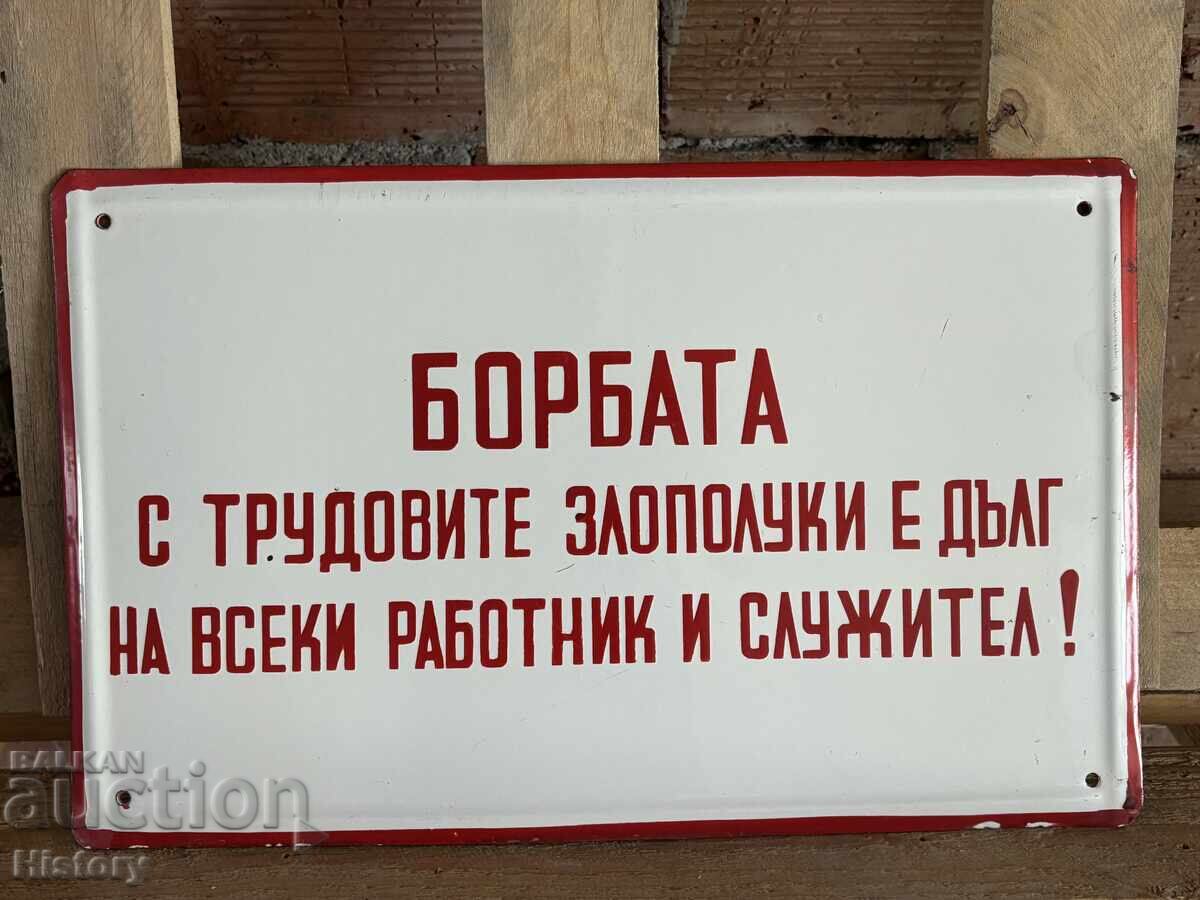 БОРБАТА
С ТРУДОВИТЕ ЗЛОПОЛУКИ Е ДЪЛГ
НА ВСЕКИ РАБОТНИК И СЛУЖИТЕЛ!
BALKAN
auction
History